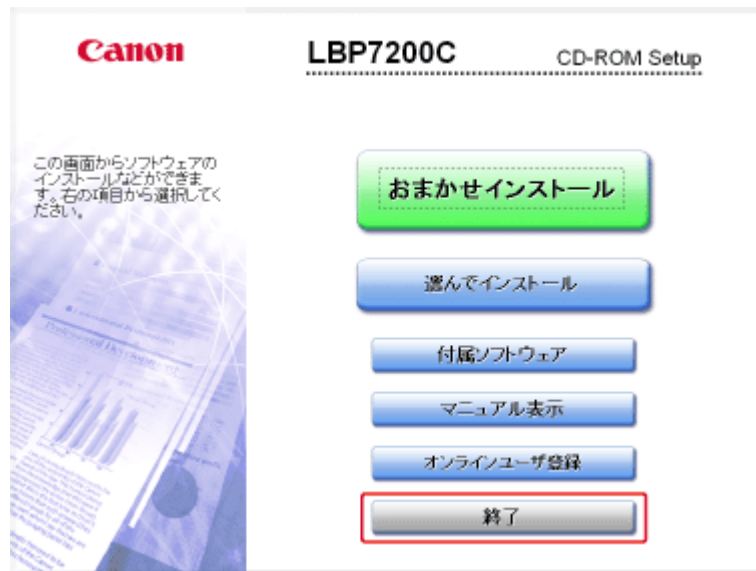 Canon
LBP7200C
CD-ROM Setup
この画面からソフトウェアの
インストールなどができま
す。右の項目から選択してく
ださい。
おまかせインストール
選んでインストール
付属ソフトウェア
マニュアル表示
オンラインユーザ登録
終了